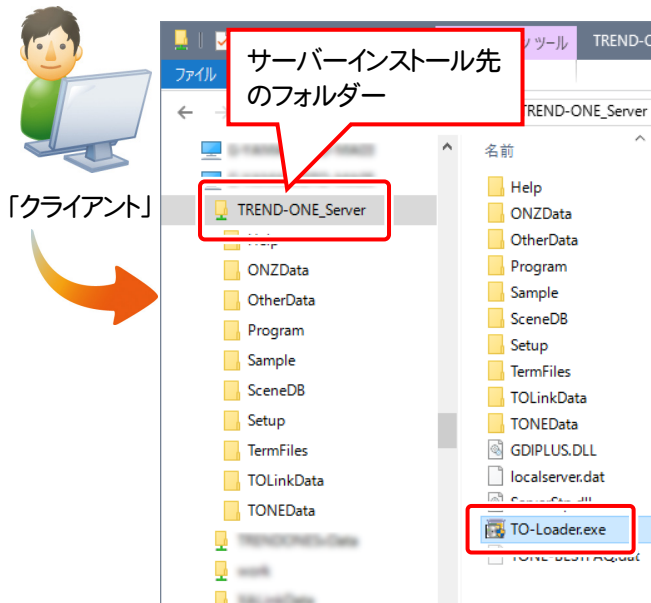 サーバーインストール先
のフォルダー
ツール
TREND-O
ファイル
TREND-ONE_Server
「クライアント」
TREND-ONE_Server
Help
ONZData
OtherData
Program
Sample
SceneDB
Setup
TermFiles
TOLinkData
TONEData
work
名前
Help
ONZData
OtherData
Program
Sample
SceneDB
Setup
TermFiles
TOLinkData
TONEData
GDIPLUS.DLL
localserver.dat
TO-Loader.exe